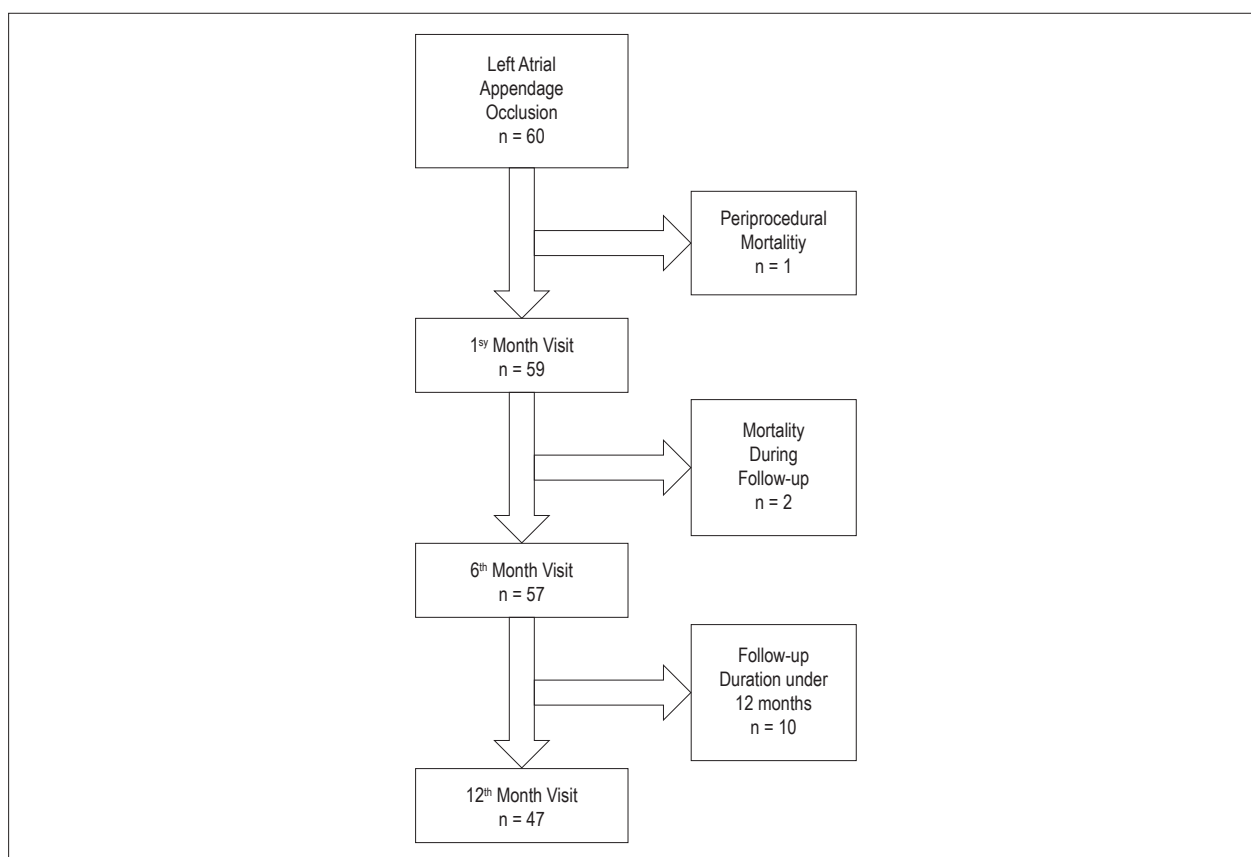 Left Atrial
Appendage
Occlusion
n = 60
Periprocedural
Mortalitiy
n = 1
1sy Month Visit
n = 59
Mortality
During
Follow-up
n = 2
6th Month Visit
n = 57
Follow-up
Duration under
12 months
n = 10
12th Month Visit
n = 47